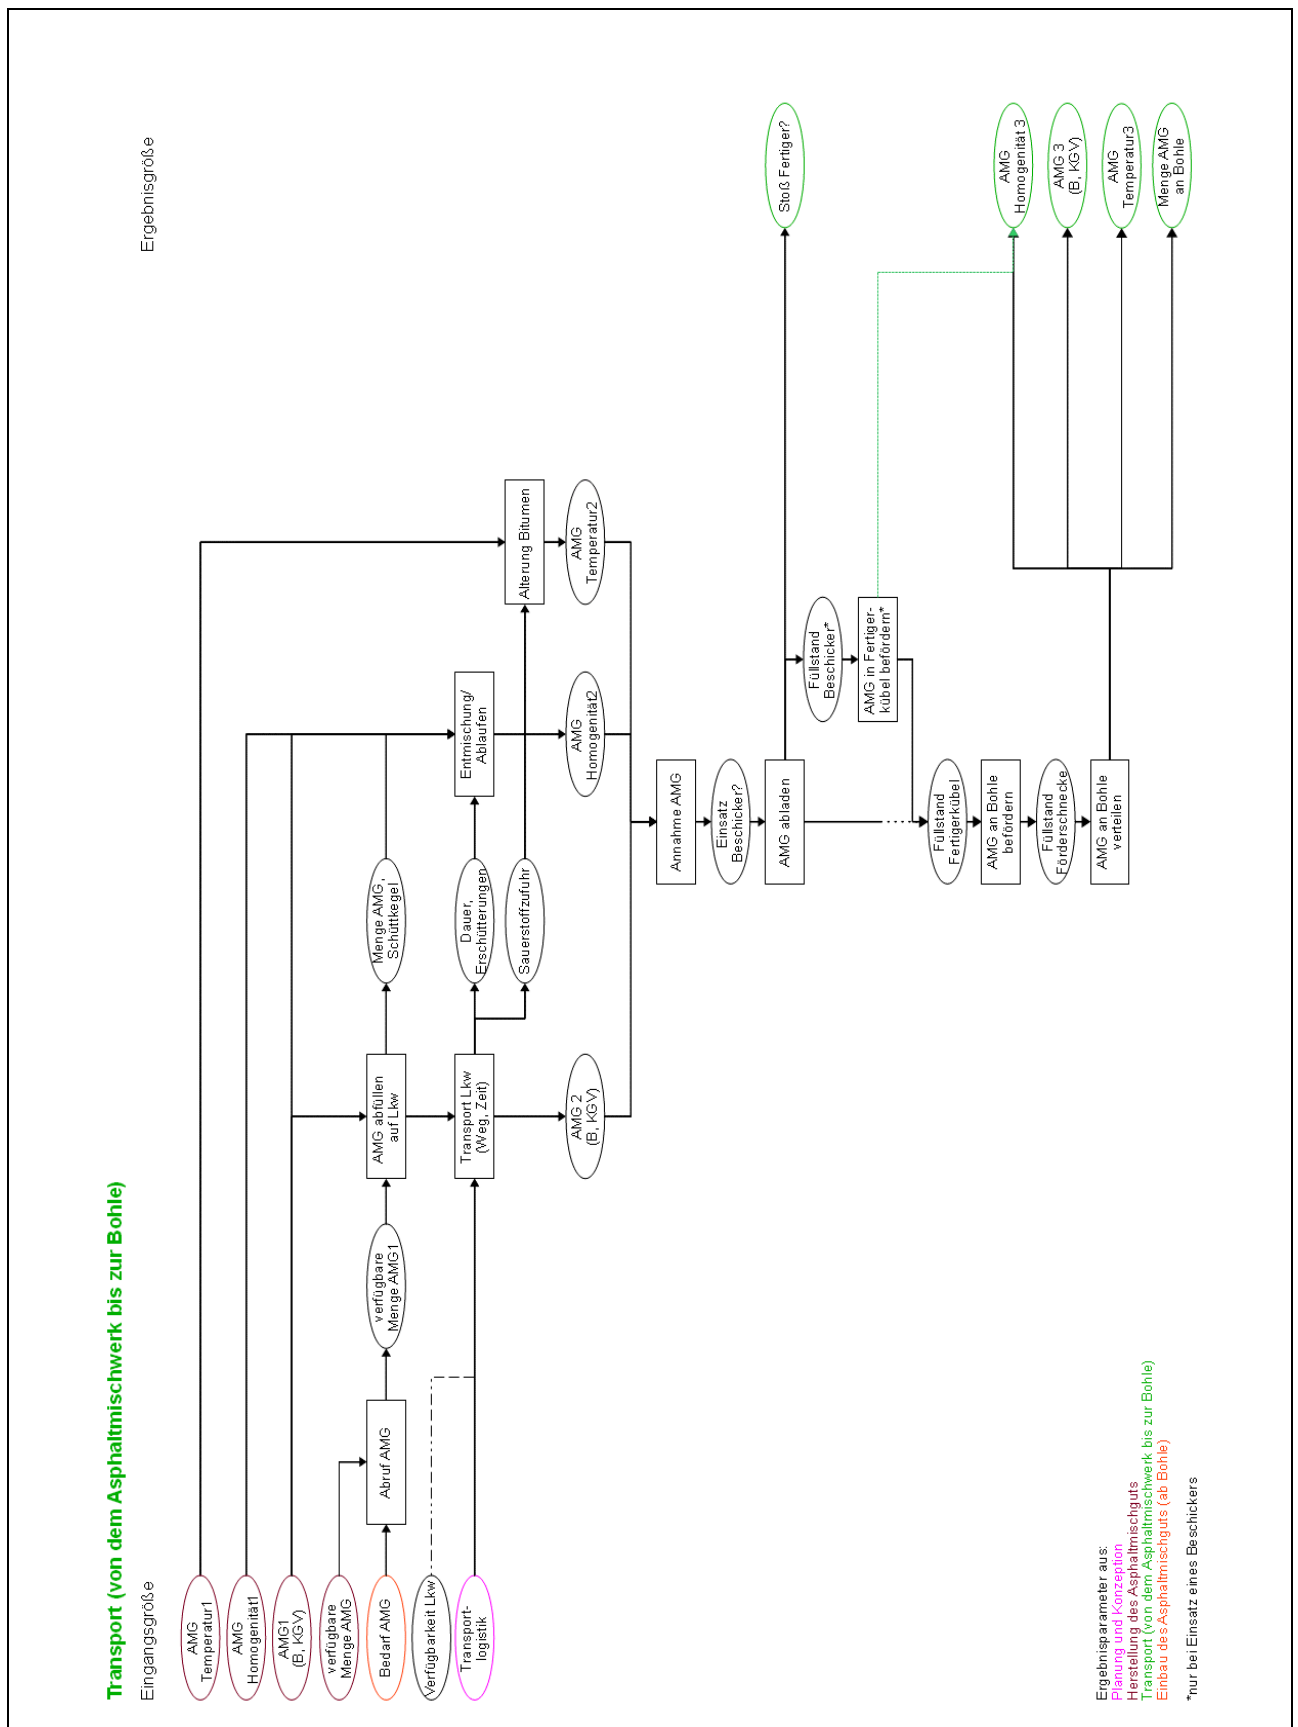 Transport (von dem Asphaltmischwerk bis zur Bohle)
Eingangsgröße
Ergebnisgröße
AMG
Temperatur1
AMG
Homogenität1
AMG1
(B, KGV)
verfügbare
Menge AMG
Bedarf AMG
Verfügbarkeit Lkw
Transport-
logistik
Abruf AMG
verfügbare
Menge AMG1
AMG abfüllen
auf Lkw
Transport Lkw
(Weg, Zeit)
AMG 2
(B, KGV)
Menge AMG,
Schüttkegel
Dauer,
Erschütterungen
Sauerstoffzufuhr
Entmischung/
Ablaufen
AMG
Homogenität2
Alterung Bitumen
AMG
Temperatur2
Annahme AMG
Einsatz
Beschicker?
AMG abladen
Füllstand
Beschicker*
AMG in Fertiger-
kübel befördern*
Füllstand
Fertigerkübel
AMG an Bohle
befördern
Füllstand
Förderschnecke
AMG an Bohle
verteilen
Stoß Fertiger?
AMG
Homogenität 3
AMG 3
(B, KGV)
AMG
Temperatur3
Menge AMG
an Bohle
Ergebnisparameter aus:
Planung und Konzeption
Herstellung des Asphaltmischguts
Transport (von dem Asphaltmischwerk bis zur Bohle)
Einbau des Asphaltmischguts (ab Bohle)
*nur bei Einsatz eines Beschickers